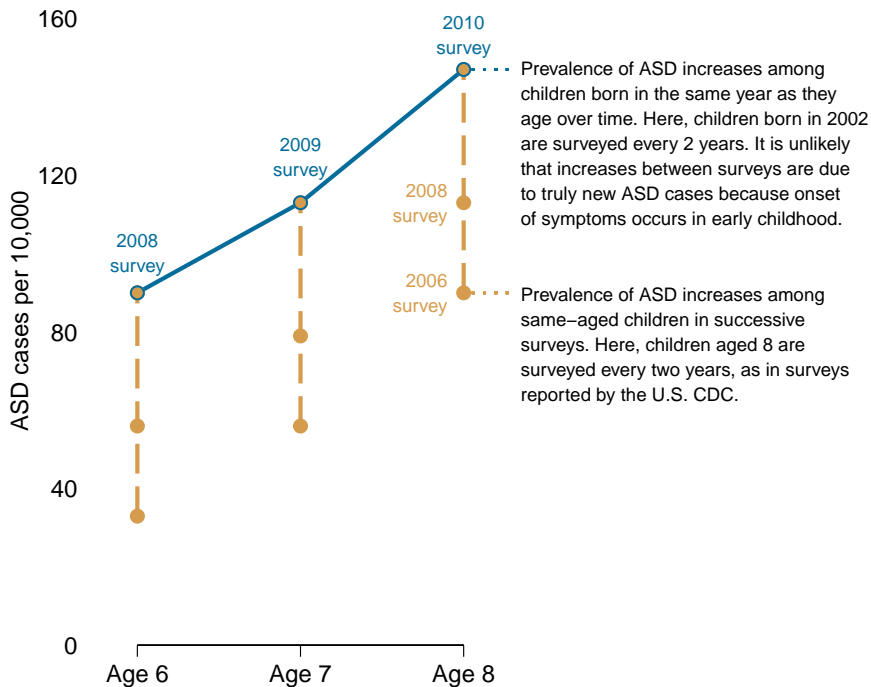 160
2010
survey
Prevalence of ASD increases among
children born in the same year as they
age over time. Here, children born in 2002
are surveyed every 2 years. It is unlikely
that increases between surveys are due
to truly new ASD cases because onset
of symptoms occurs in early childhood.
2009
survey
120
2008
survey
2008
survey
ASD cases per 10,000
2006
survey
Prevalence of ASD increases among
same−aged children in successive
surveys. Here, children aged 8 are
surveyed every two years, as in surveys
reported by the U.S. CDC.
80
40
0
Age 6
Age 7
Age 8